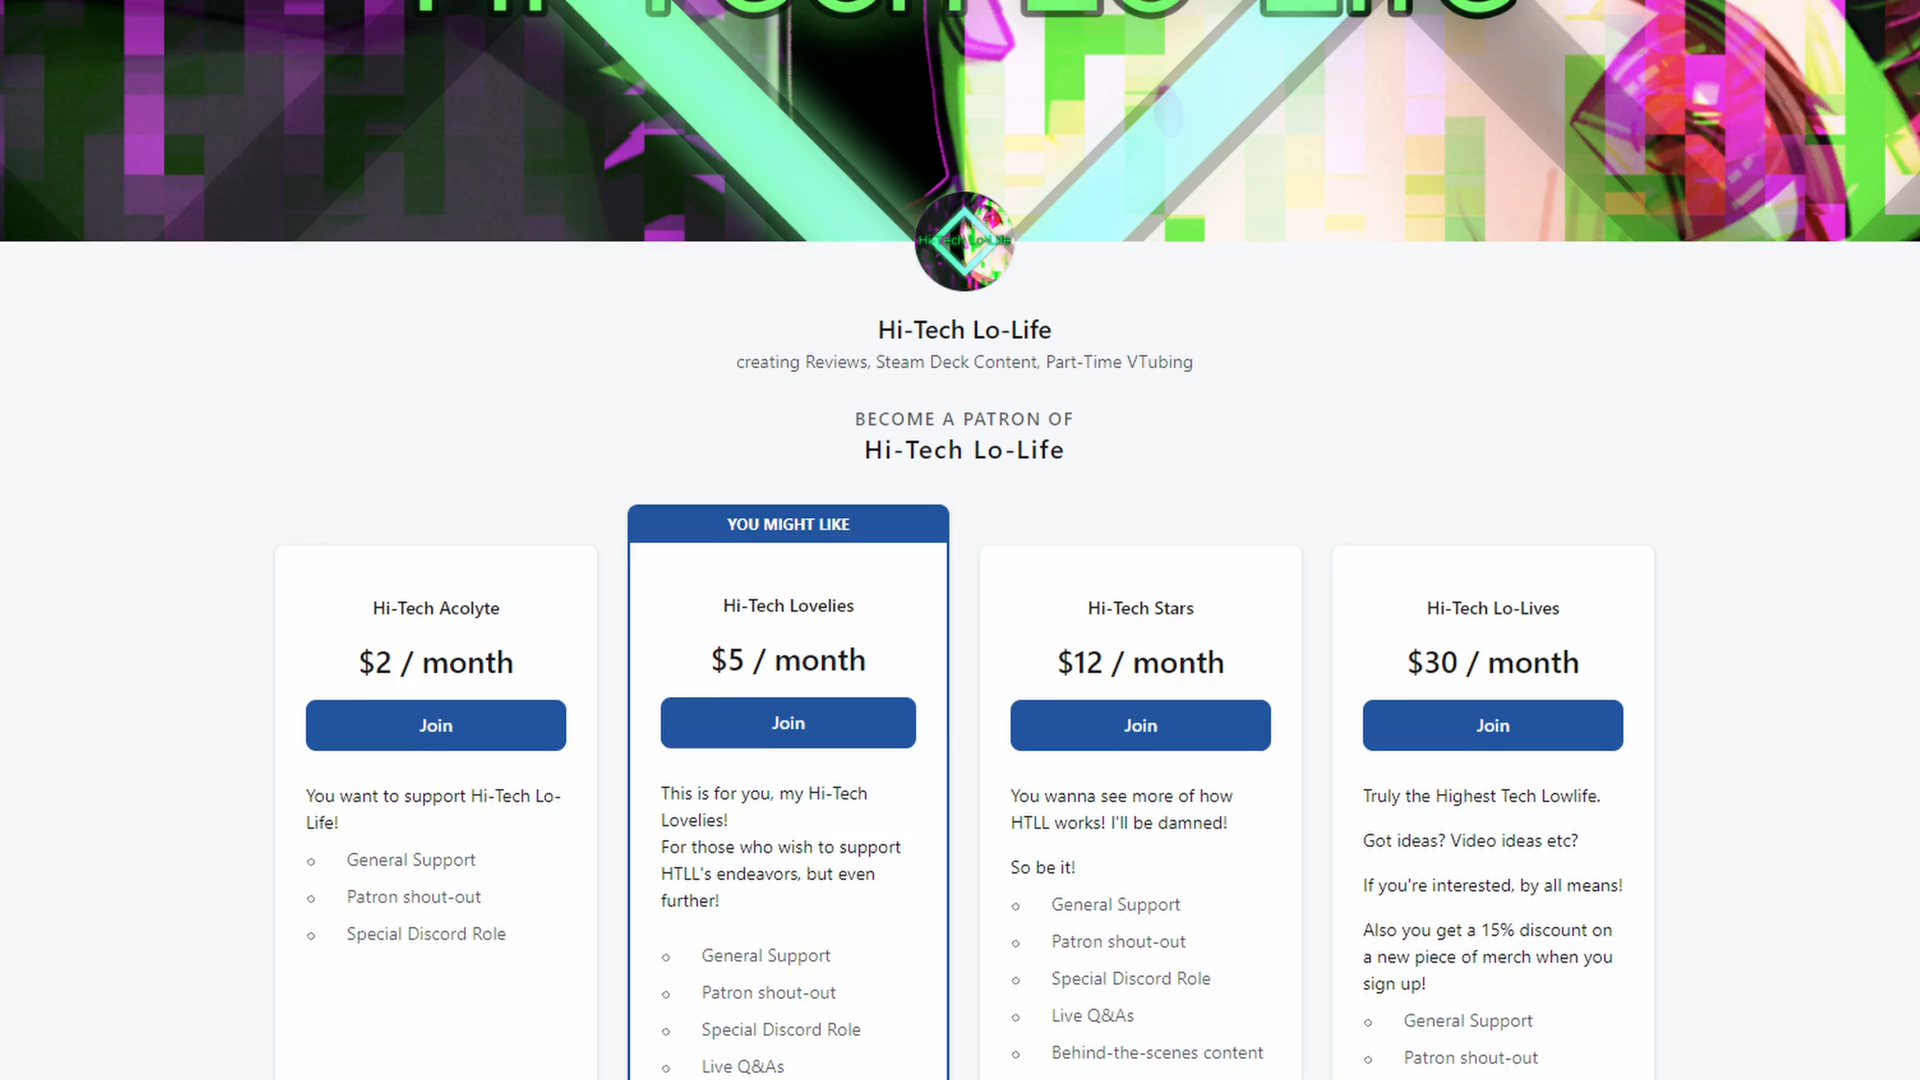 Hi-Tech Lo-Life
Hi-Tech Lo-Life
Hi-Tech Lo-Life
creating Reviews, Steam Deck Content, Part-Time VTubing
BECOME A PATRON OF
Hi-Tech Lo-Life
YOU MIGHT LIKE
Hi-Tech Acolyte
$2 / month
Join
You want to support Hi-Tech Lo-
Life!
General Support
Patron shout-out
Special Discord Role
Hi-Tech Lovelies
$5 / month
Join
This is for you, my Hi-Tech
Lovelies!
For those who wish to support
HTLL's endeavors, but even
further!
General Support
Patron shout-out
Special Discord Role
Live Q&As
Hi-Tech Stars
$12 / month
Join
You wanna see more of how
HTLL works! I'll be damned!
So be it!
General Support
Patron shout-out
Special Discord Role
Live Q&As
Behind-the-scenes content
Hi-Tech Lo-Lives
$30 / month
Join
Truly the Highest Tech Lowlife.
Got ideas? Video ideas etc?
If you're interested, by all means!
Also you get a 15% discount on
a new piece of merch when you
sign up!
General Support
Patron shout-out